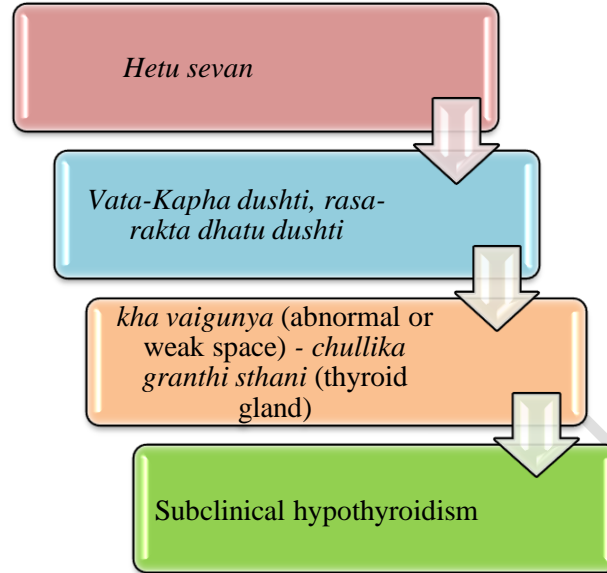 Hetu sevan
Vata-Kapha dushti, rasa-
rakta dhatu dushti
kha vaigunya (abnormal or
weak space) - chullika
granthi sthani (thyroid
gland)
Subclinical hypothyroidism